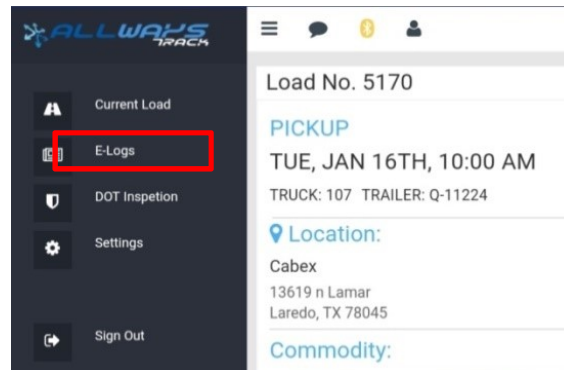 ALLWAYS
TRACK
Current Load
E-Logs
DOT Inspetion
Settings
Sign Out
Load No. 5170
PICKUP
TUE, JAN 16TH, 10:00 AM
TRUCK: 107 TRAILER: Q-11224
Location:
Cabex
13619 n Lamar
Laredo, TX 78045
Commodity: